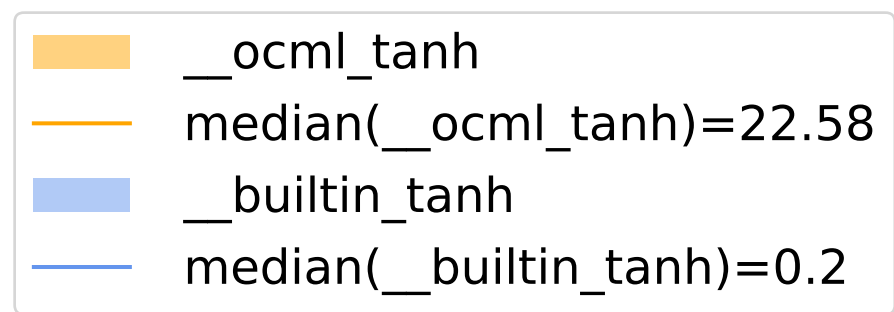 __ocml_tanh
median(__ocml_tanh)=22.58
__builtin_tanh
median(__builtin_tanh)=0.2